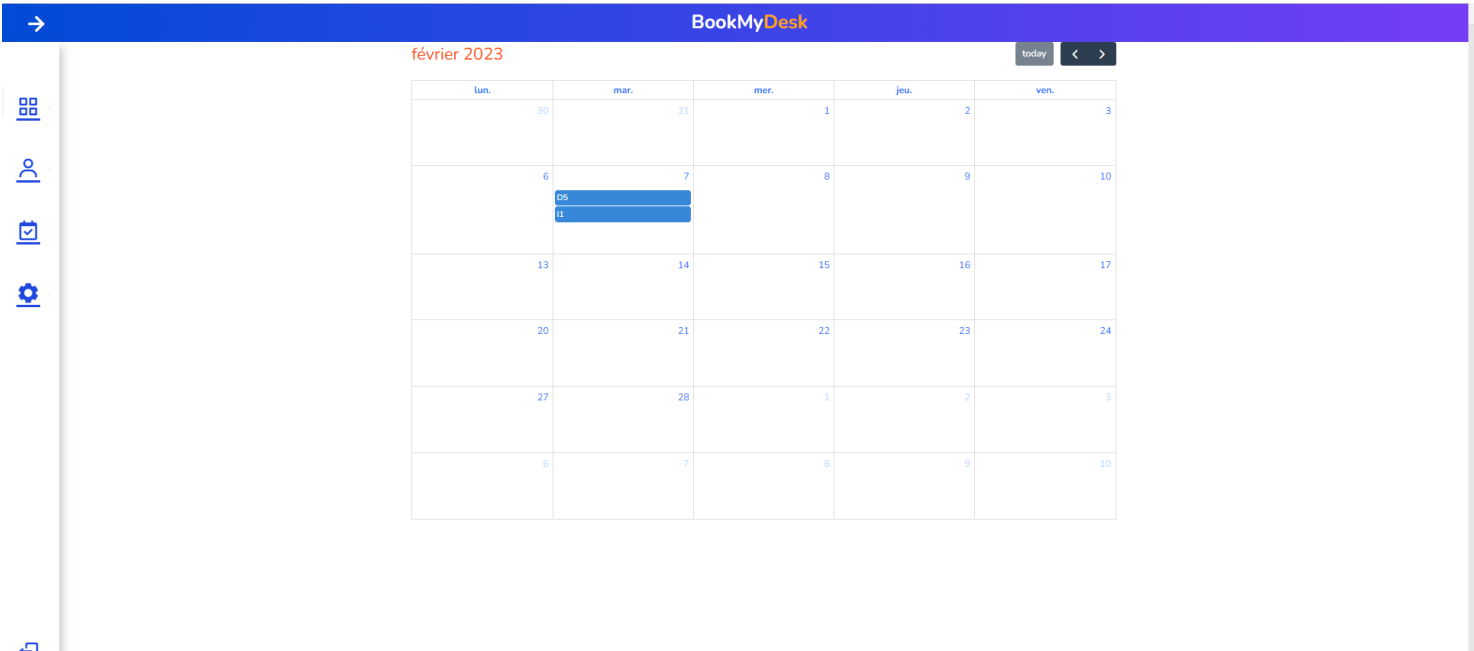 BookMyDesk
février 2023 today
lun. mar. mer. jeu. ven.
30 31 1 2 3
6 7 8 9 10
D5
I1
13 14 15 16 17
20 21 22 23 24
27 28 1 2 3
6 7 8 9 10